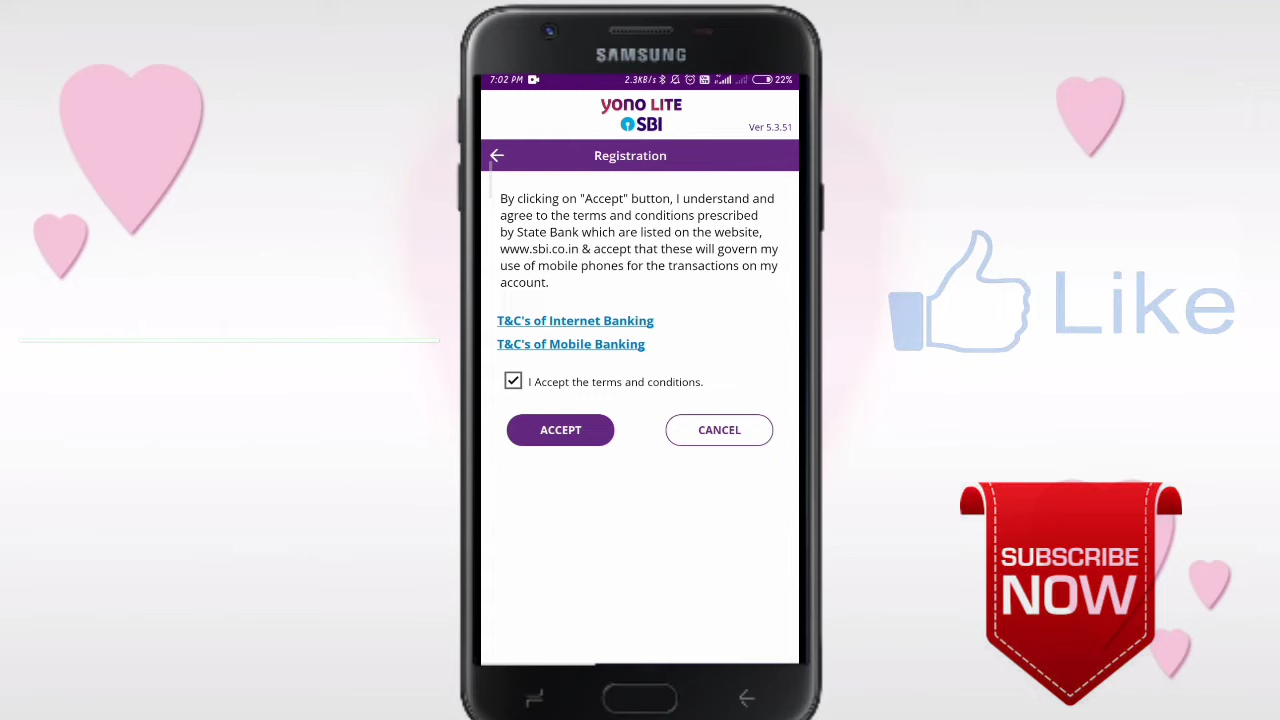 SAMSUNG
7:02 PM 2.3KB/s 22%
yono LITE
SBI
Ver 5.3.51
Registration
By clicking on "Accept" button, I understand and
agree to the terms and conditions prescribed
by State Bank which are listed on the website,
www.sbi.co.in & accept that these will govern my
use of mobile phones for the transactions on my
account.
T&C's of Internet Banking
T&C's of Mobile Banking
I Accept the terms and conditions.
ACCEPT CANCEL
Like
SUBSCRIBE
NOW